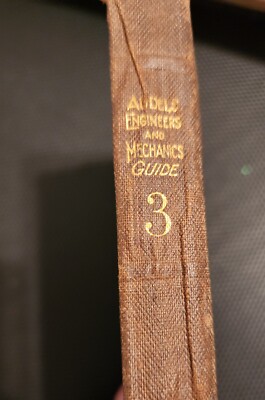 AUDELS
ENGINEERS
AND
MECHANICS
GUIDE
3